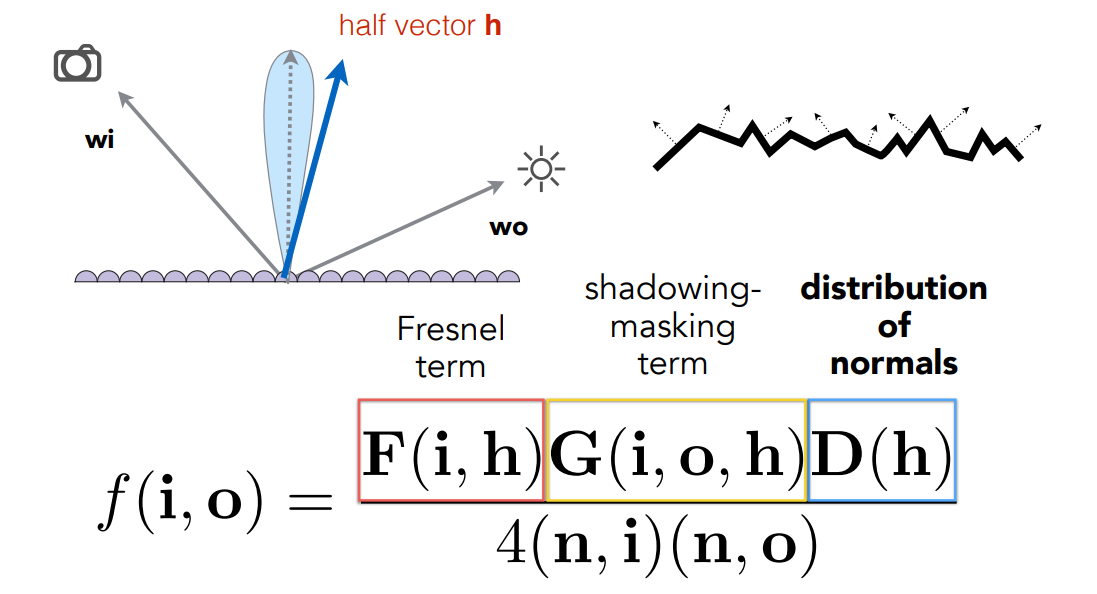 half vector h
wi
wo
Fresnel
term
shadowing-
masking
term
distribution
of
normals
f(i, o) = F(i, h)G(i, o, h)D(h)
4(n, i)(n, o)